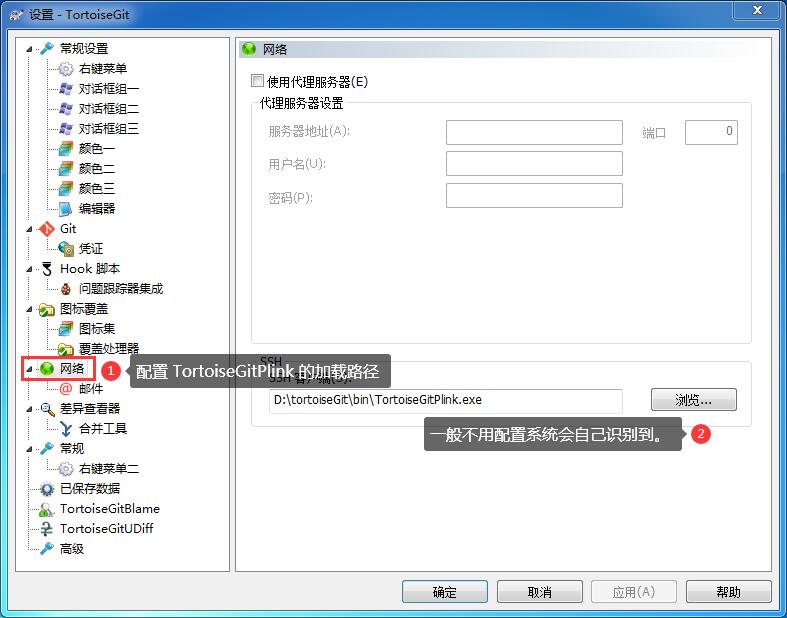 设置 - TortoiseGit
常规设置
右键菜单
对话框组一
对话框组二
对话框组三
颜色一
颜色二
颜色三
编辑器
Git
凭证
Hook 脚本
问题跟踪器集成
图标覆盖
图标集
覆盖处理器
网络
邮件
差异查看器
合并工具
常规
右键菜单二
已保存数据
TortoiseGitBlame
TortoiseGitUDiff
高级
网络
使用代理服务器(E)
代理服务器设置
服务器地址(A):
端口
0
用户名(U):
密码(P):
1
配置 TortoiseGitPlink 的加载路径
SSH
SSH 客户端(S):
D:\tortoiseGit\bin\TortoiseGitPlink.exe
浏览...
一般不用配置系统会自己识别到。
2
确定
取消
应用(A)
帮助